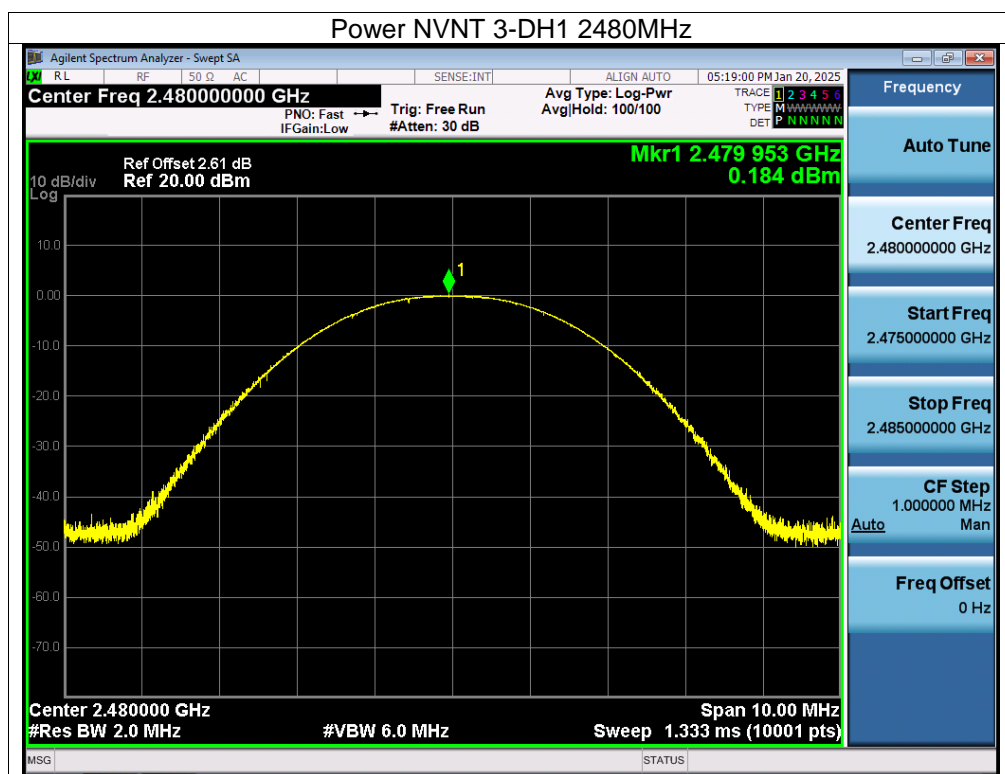 Power NVNT 3-DH1 2480MHz
Agilent Spectrum Analyzer - Swept SA
LXI RL RF 50 Ω AC SENSE:INT ALIGN AUTO 05:19:00 PM Jan 20, 2025
Center Freq 2.480000000 GHz
PNO: Fast
IFGain:Low
Trig: Free Run
#Atten: 30 dB
Avg Type: Log-Pwr
Avg|Hold: 100/100
TRACE 1 2 3 4 5 6
TYPE M W W W W W
DET P N N N N N
Ref Offset 2.61 dB
10 dB/div Ref 20.00 dBm
Log
Mkr1 2.479 953 GHz
0.184 dBm
10.0
0.00
-10.0
-20.0
-30.0
-40.0
-50.0
-60.0
-70.0
1
Center 2.480000 GHz Span 10.00 MHz
#Res BW 2.0 MHz #VBW 6.0 MHz Sweep 1.333 ms (10001 pts)
MSG STATUS
Frequency
Auto Tune
Center Freq
2.480000000 GHz
Start Freq
2.475000000 GHz
Stop Freq
2.485000000 GHz
CF Step
1.000000 MHz
Auto Man
Freq Offset
0 Hz